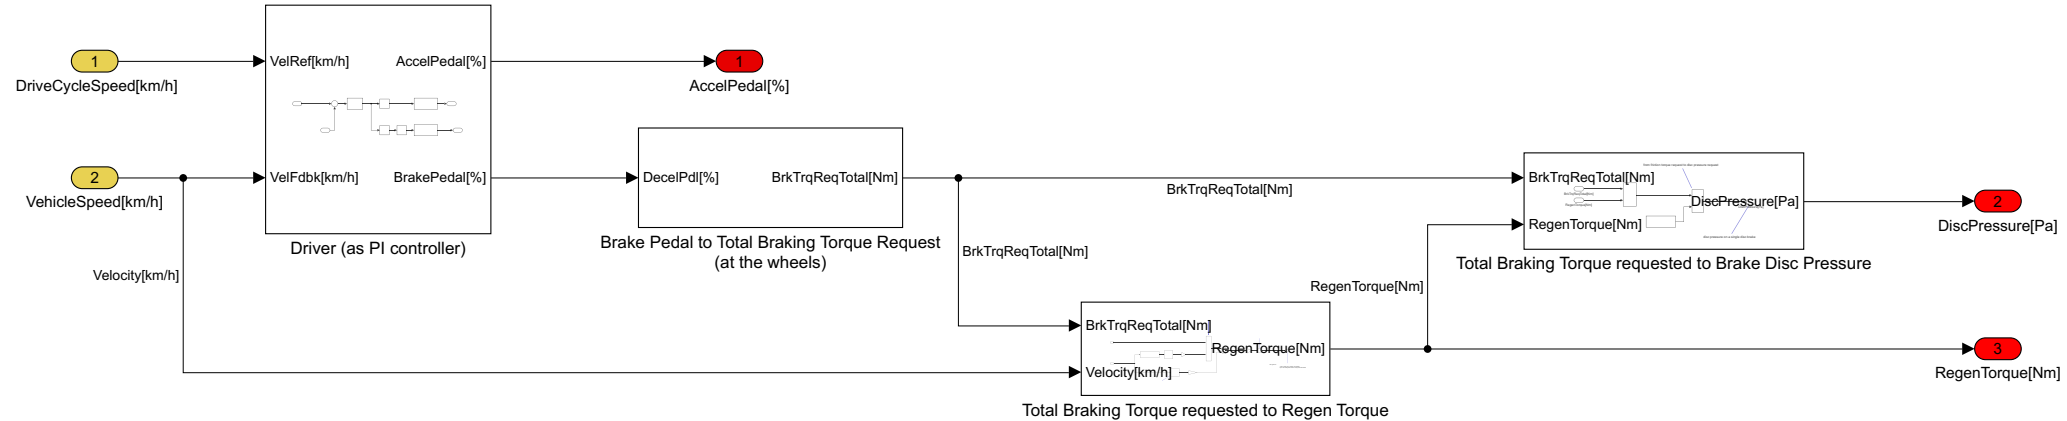 1
DriveCycleSpeed[km/h]
2
VehicleSpeed[km/h]
Velocity[km/h]
VelRef[km/h]
AccelPedal[%]
VelFdbk[km/h]
BrakePedal[%]
Driver (as PI controller)
1
AccelPedal[%]
DecelPdl[%]
BrkTrqReqTotal[Nm]
Brake Pedal to Total Braking Torque Request
(at the wheels)
BrkTrqReqTotal[Nm]
BrkTrqReqTotal[Nm]
BrkTrqReqTotal[Nm]
RegenTorque[Nm]
Velocity[km/h]
Total Braking Torque requested to Regen Torque
RegenTorque[Nm]
BrkTrqReqTotal[Nm]
DiscPressure[Pa]
RegenTorque[Nm]
Total Braking Torque requested to Brake Disc Pressure
2
DiscPressure[Pa]
3
RegenTorque[Nm]